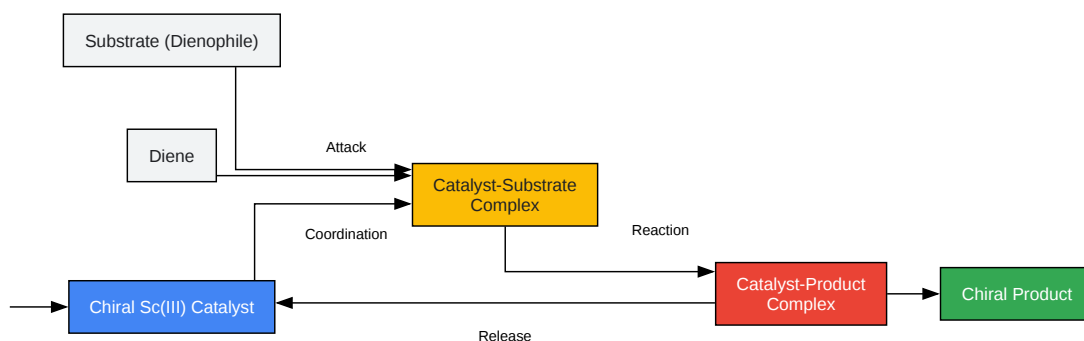 Substrate (Dienophile)
Diene
Attack
Catalyst-Substrate
Complex
Coordination
Reaction
Chiral Sc(III) Catalyst
Catalyst-Product
Complex
Chiral Product
Release